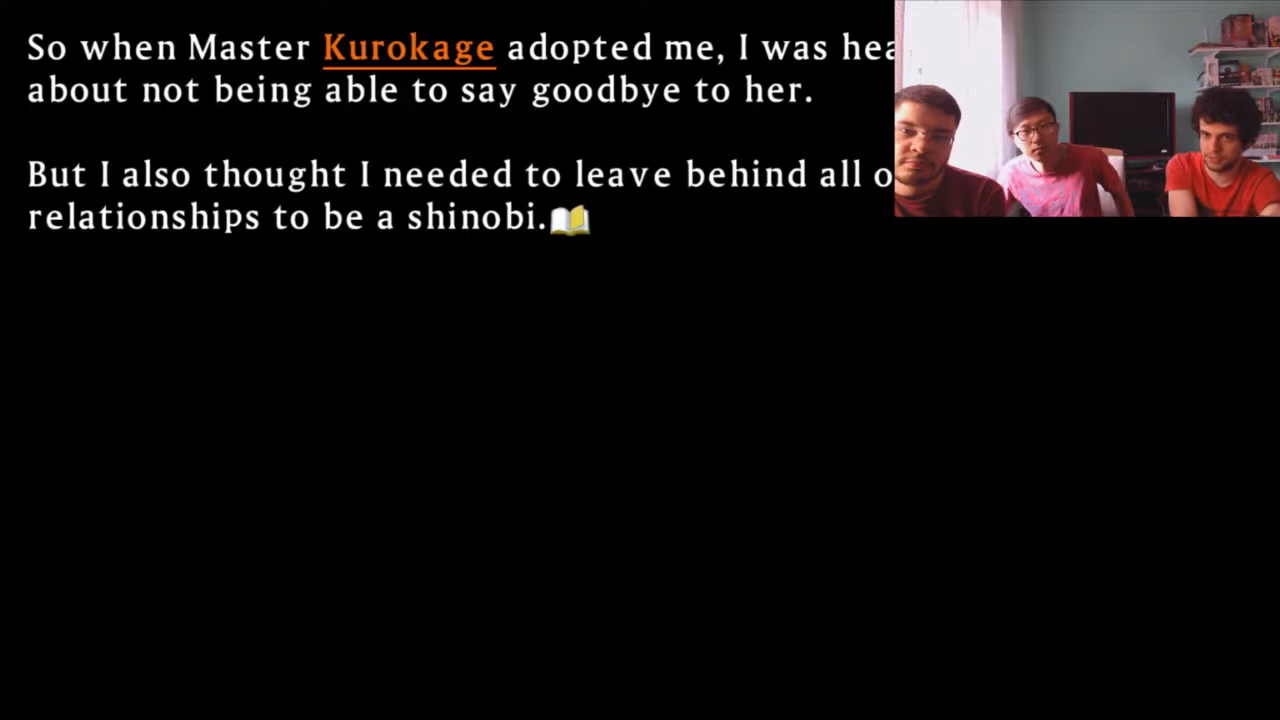 So when Master Kurokage adopted me, I was
about not being able to say goodbye to her.
But I also thought I needed to leave behind all
relationships to be a shinobi.